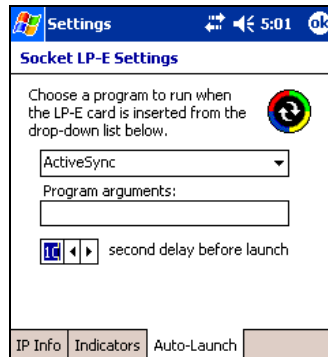 Settings 5:01 ok
Socket LP-E Settings
Choose a program to run when
the LP-E card is inserted from the
drop-down list below.
ActiveSync
Program arguments:
10 second delay before launch
IP Info Indicators Auto-Launch